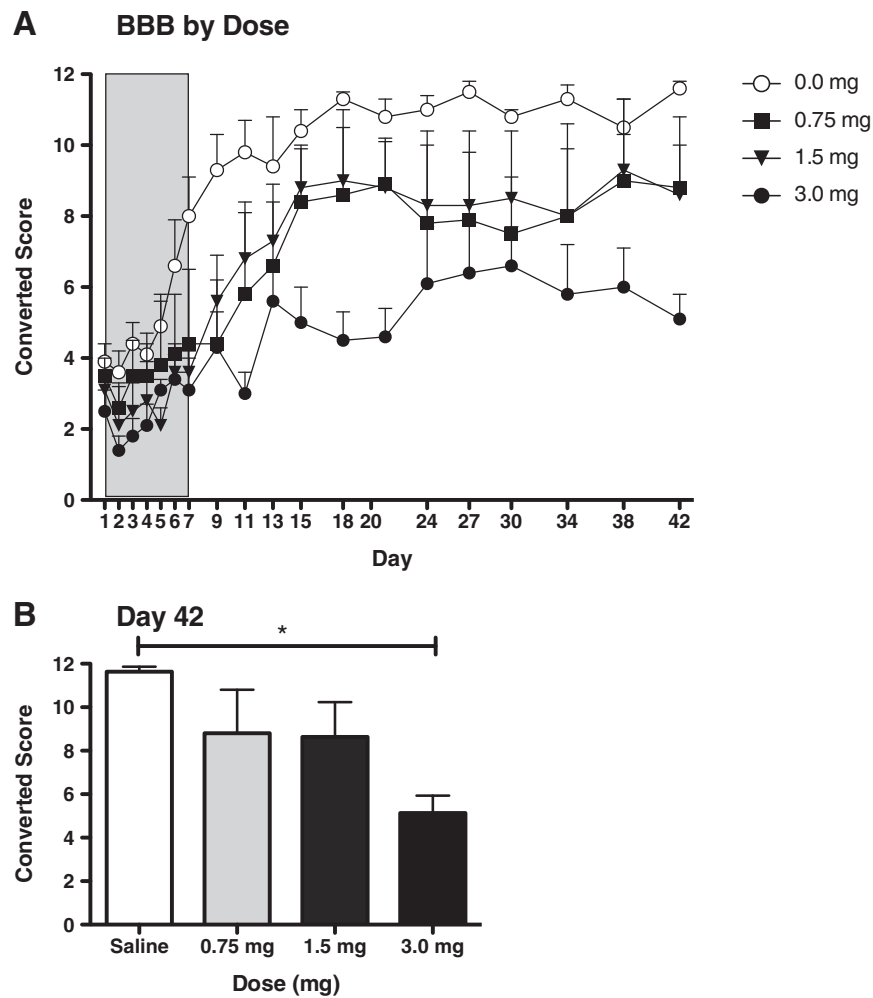 A BBB by Dose
12
10
8
6
4
2
0
Converted Score
1 2 3 4 5 6 7 9 11 13 15 18 20 24 27 30 34 38 42
Day
0.0 mg
0.75 mg
1.5 mg
3.0 mg
B Day 42
*
12
10
8
6
4
2
0
Converted Score
Saline 0.75 mg 1.5 mg 3.0 mg
Dose (mg)